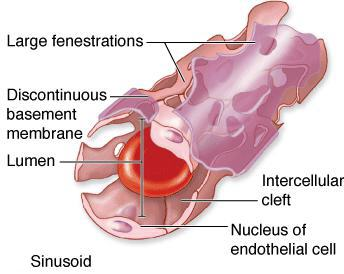 Large fenestrations
Discontinuous
basement
membrane
Lumen
Intercellular
cleft
Nucleus of
endothelial cell
Sinusoid